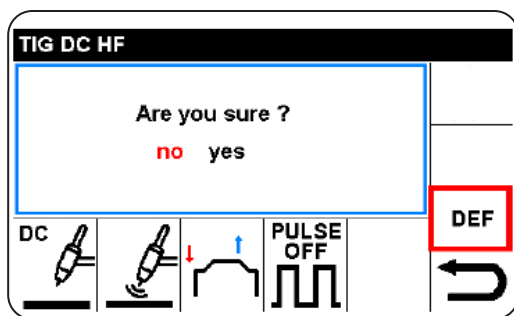 TIG DC HF
Are you sure ?
no yes
DEF
DC
PULSE
OFF